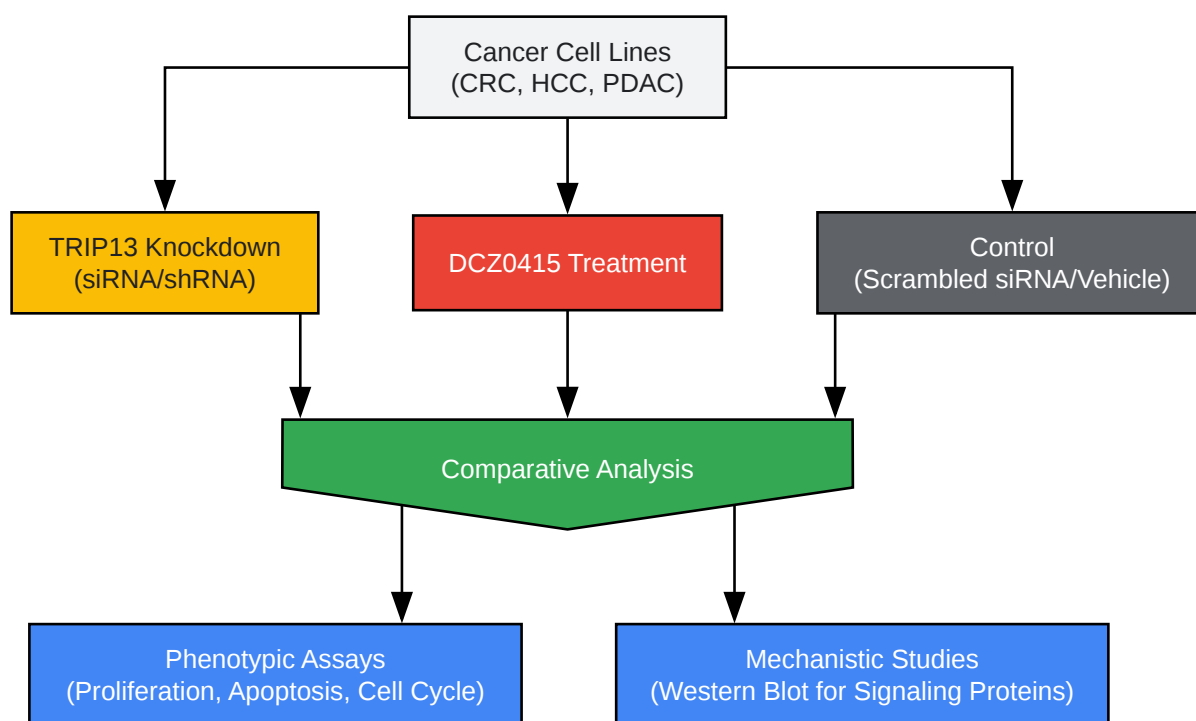 Cancer Cell Lines
(CRC, HCC, PDAC)
TRIP13 Knockdown
(siRNA/shRNA)
DCZ0415 Treatment
Control
(Scrambled siRNA/Vehicle)
Comparative Analysis
Phenotypic Assays
(Proliferation, Apoptosis, Cell Cycle)
Mechanistic Studies
(Western Blot for Signaling Proteins)